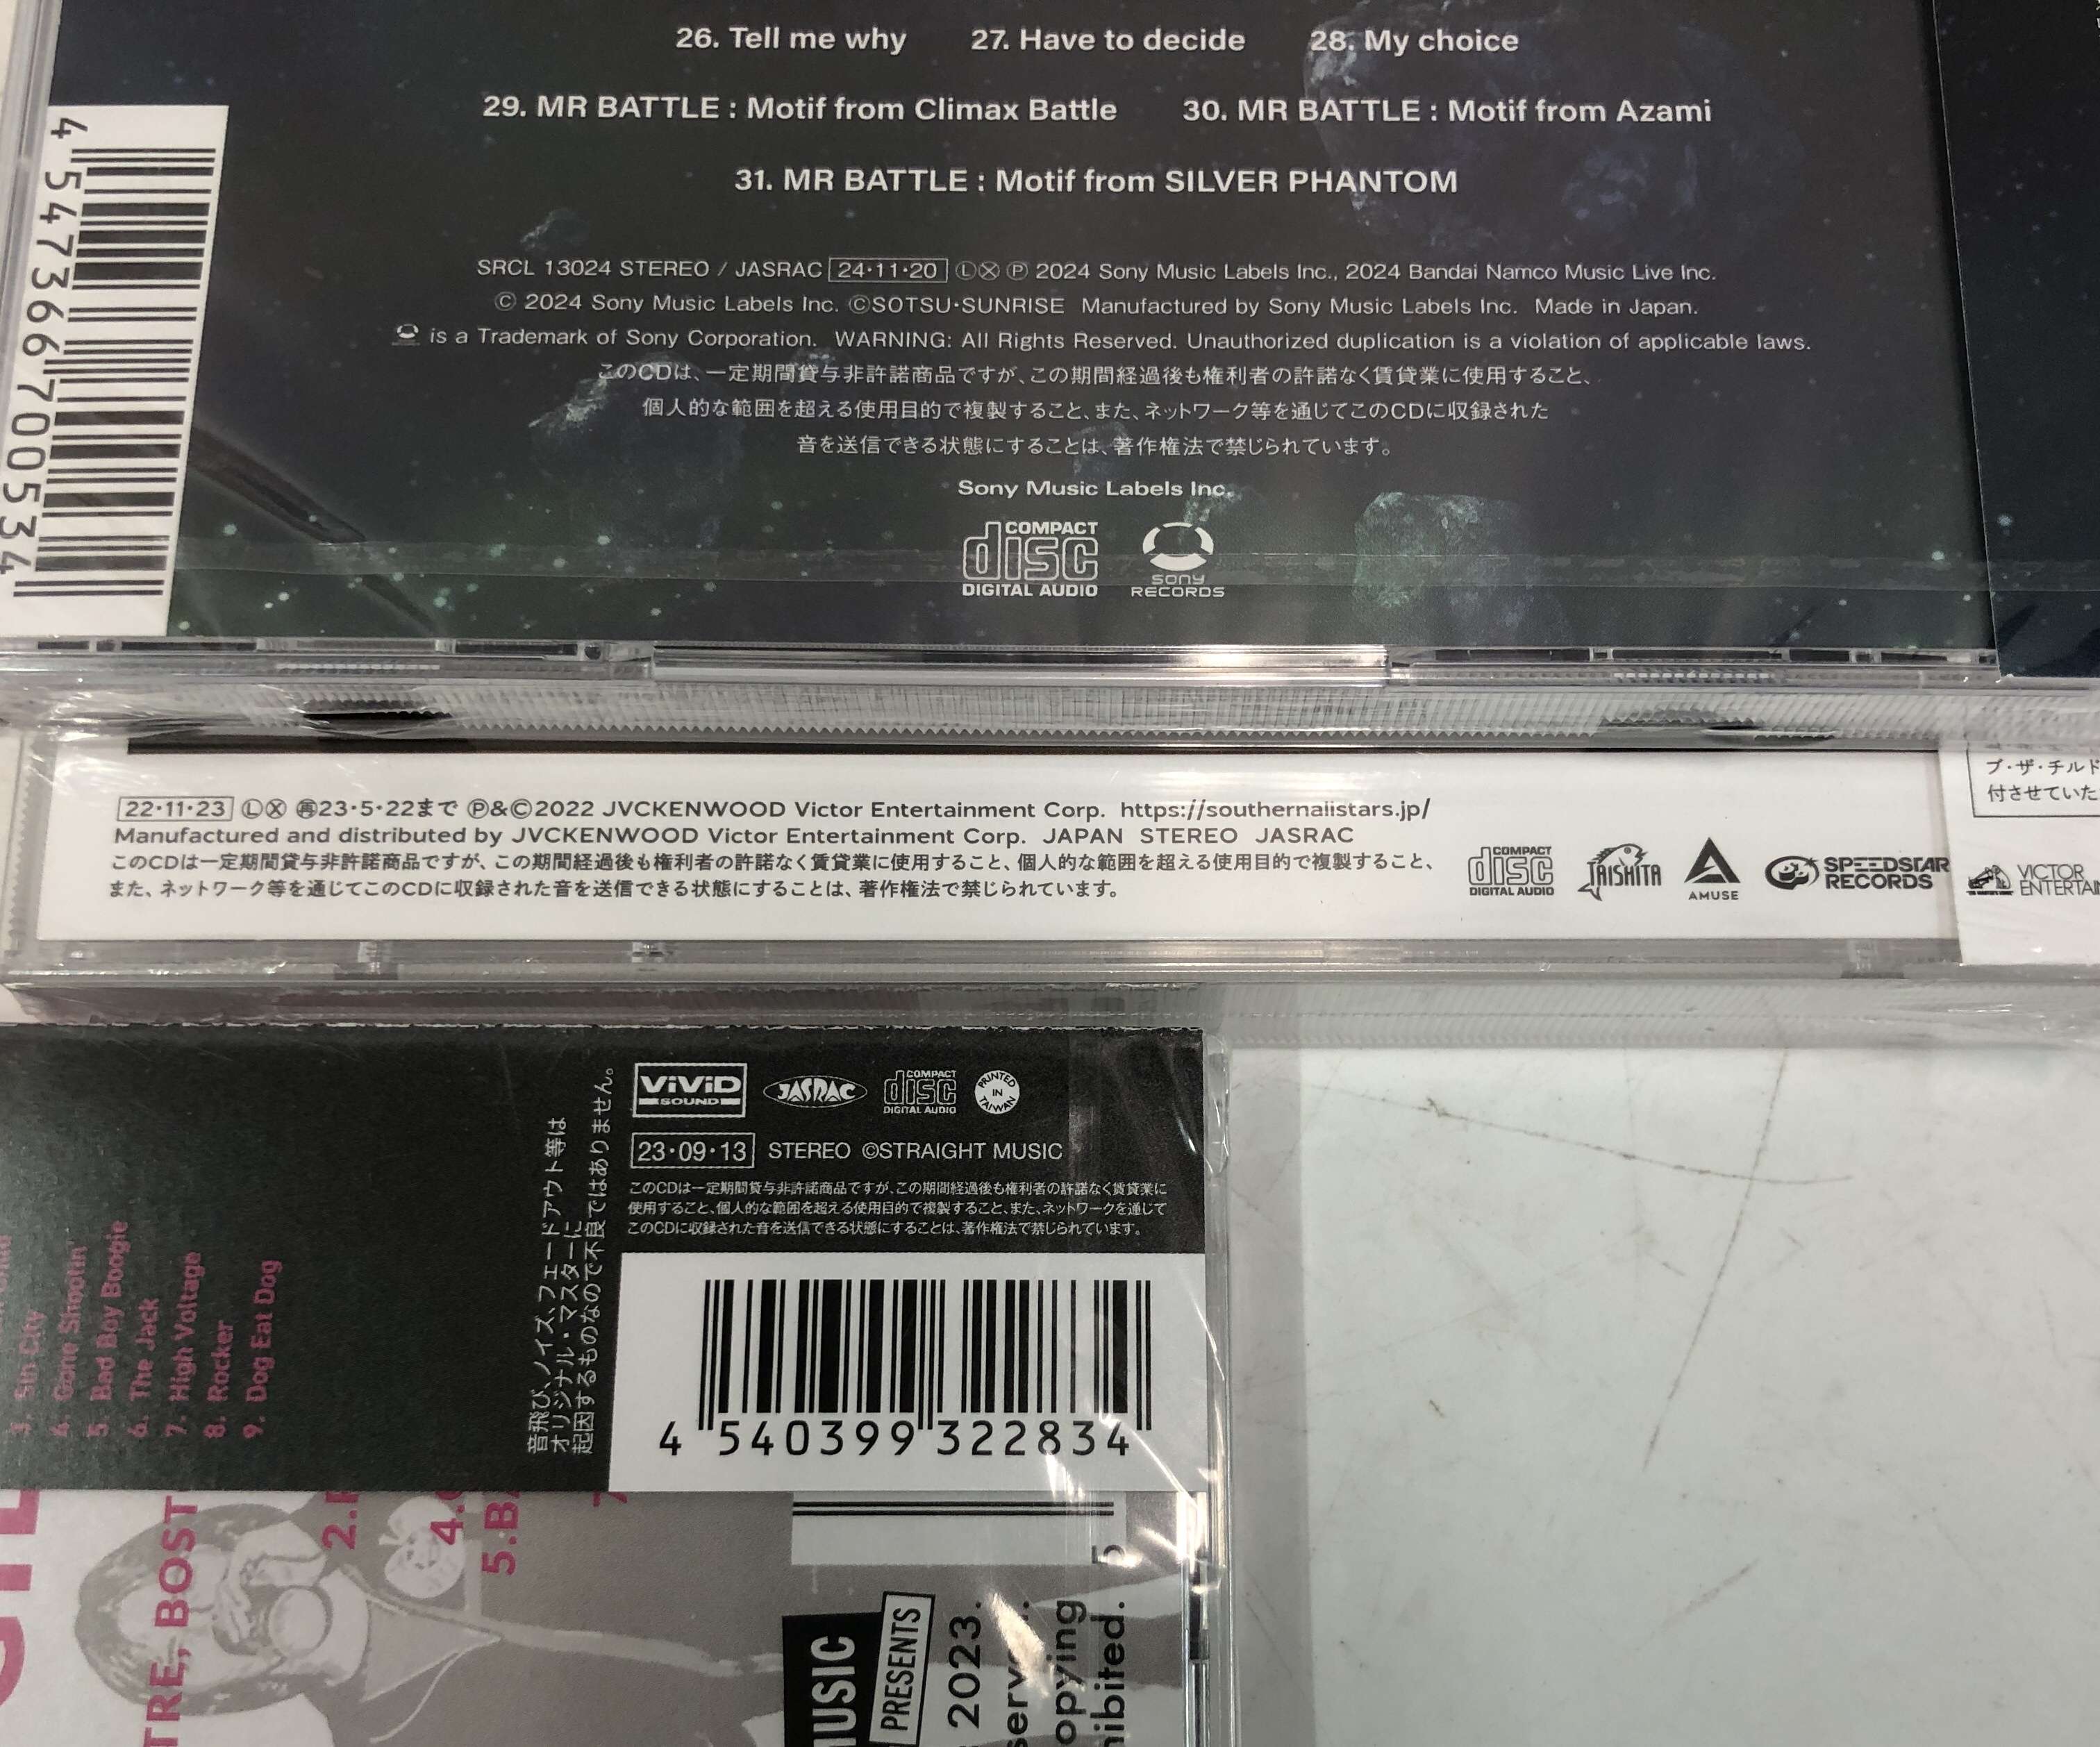 26. Tell me why 27. Have to decide 28. My choice
29. MR BATTLE : Motif from Climax Battle 30. MR BATTLE : Motif from Azami
31. MR BATTLE : Motif from SILVER PHANTOM
SRCL 13024 STEREO / JASRAC 24・11・20 Ⓛ Ⓧ Ⓟ 2024 Sony Music Labels Inc., 2024 Bandai Namco Music Live Inc.
© 2024 Sony Music Labels Inc. ©SOTSU・SUNRISE Manufactured by Sony Music Labels Inc. Made in Japan.
is a Trademark of Sony Corporation. WARNING: All Rights Reserved. Unauthorized duplication is a violation of applicable laws.
このCDは、一定期間貸与非許諾商品ですが、この期間経過後も権利者の許諾なく賃貸業に使用すること、
個人的な範囲を超える使用目的で複製すること、また、ネットワーク等を通じてこのCDに収録された
音を送信できる状態にすることは、著作権法で禁じられています。
Sony Music Labels Inc.
COMPACT
disc
DIGITAL AUDIO
SONY
RECORDS
4 547366 700534
22・11・23 Ⓛ Ⓧ ㊢23・5・22まで Ⓟ&©2022 JVCKENWOOD Victor Entertainment Corp. https://southernallstars.jp/
Manufactured and distributed by JVCKENWOOD Victor Entertainment Corp. JAPAN STEREO JASRAC
このCDは一定期間貸与非許諾商品ですが、この期間経過後も権利者の許諾なく賃貸業に使用すること、個人的な範囲を超える使用目的で複製すること、
また、ネットワーク等を通じてこのCDに収録された音を送信できる状態にすることは、著作権法で禁じられています。
COMPACT
disc
DIGITAL AUDIO
TAISHITA
AMUSE
SPEEDSTAR
RECORDS
VICTOR
ENTERTAIN
ブ・ザ・チルド
付させていた
ViViD
SOUND
JASRAC
COMPACT
disc
DIGITAL AUDIO
PRINTED
IN
TAIWAN
23・09・13 STEREO ©STRAIGHT MUSIC
このCDは一定期間貸与非許諾商品ですが、この期間経過後も権利者の許諾なく賃貸業に
使用すること、個人的な範囲を超える使用目的で複製すること、また、ネットワークを通じて
このCDに収録された音を送信できる状態にすることは、著作権法で禁じられています。
4 540399 322834
音飛び、ノイズ、フェードアウト等は
オリジナル・マスターに
起因するものなので不良ではありません。
3. Sin City
4. Gone Shootin'
5. Bad Boy Boogie
6. The Jack
7. High Voltage
8. Rocker
9. Dog Eat Dog
TRE, BOST
2.
4.
5.B
MUSIC
PRESENTS
2023.
opying
hibited.